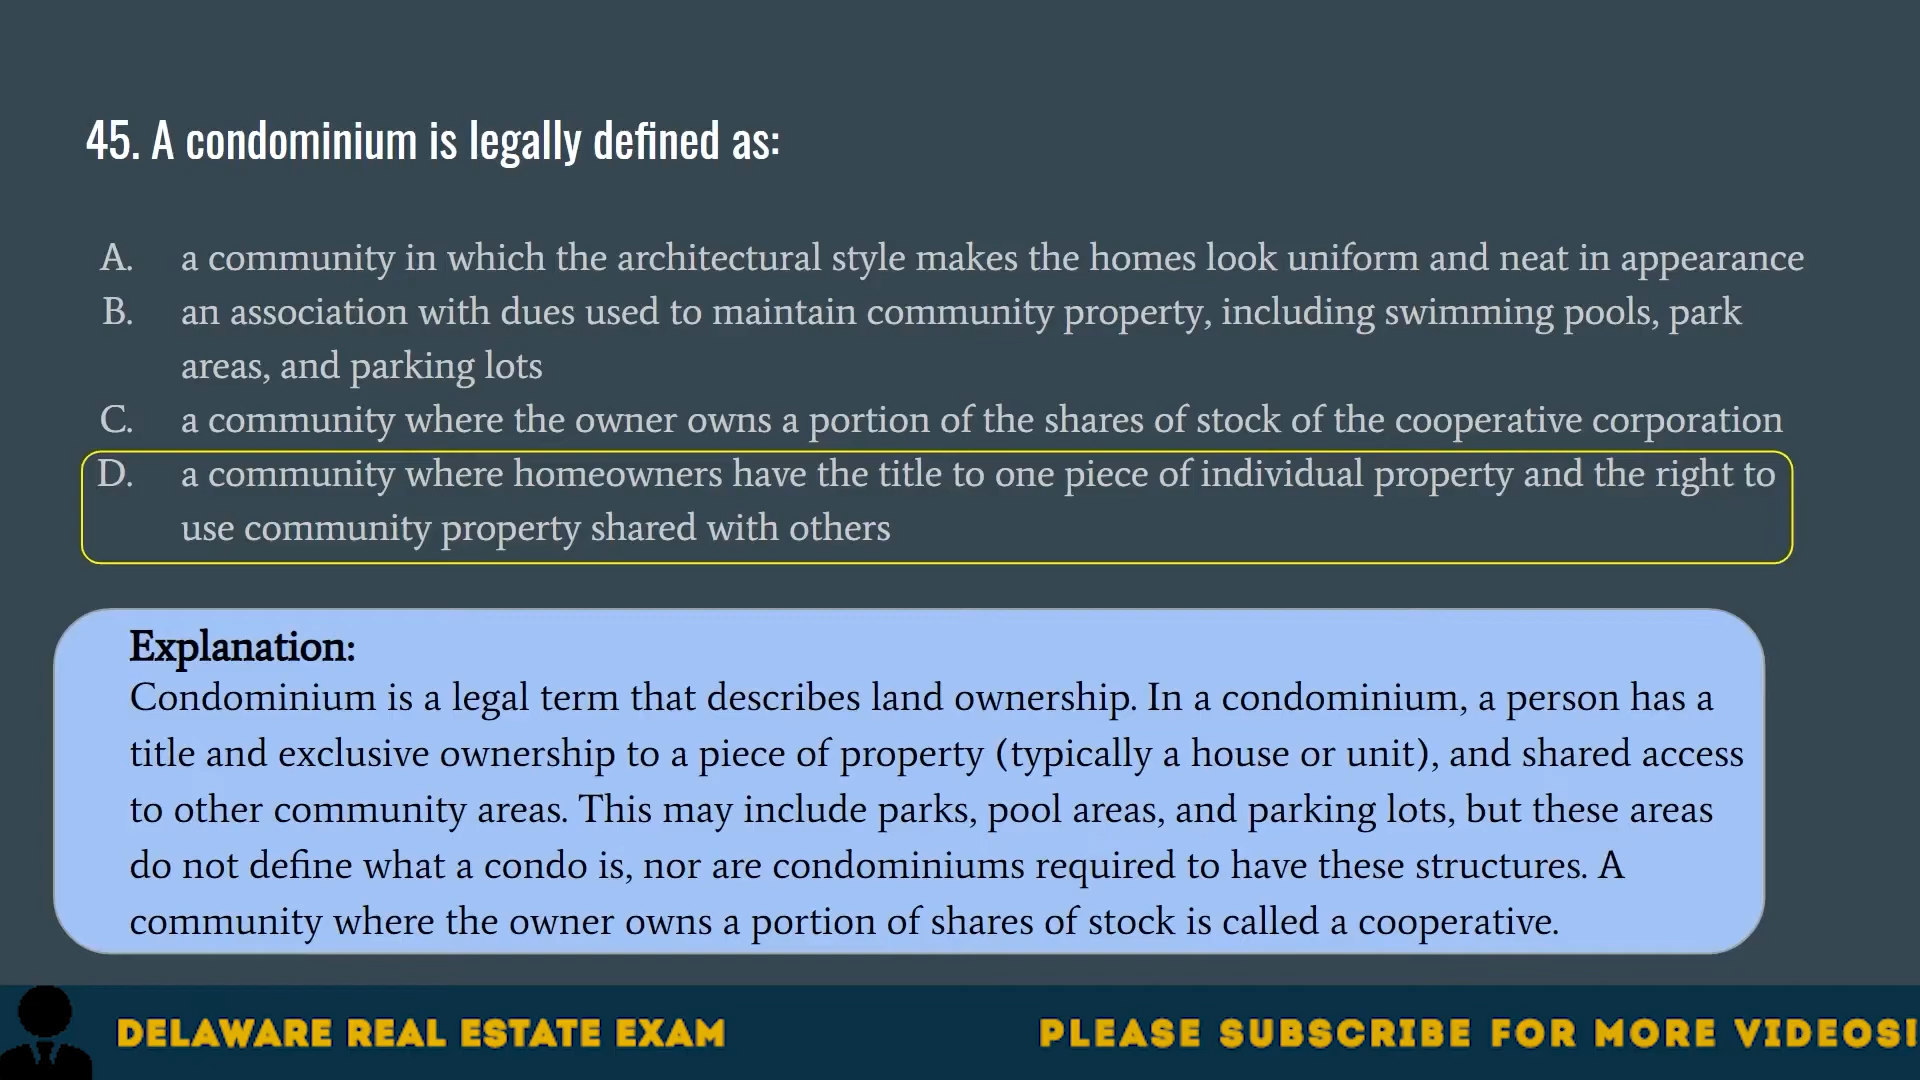 45. A condominium is legally defined as:
A. a community in which the architectural style makes the homes look uniform and neat in appearance
B. an association with dues used to maintain community property, including swimming pools, park
areas, and parking lots
C. a community where the owner owns a portion of the shares of stock of the cooperative corporation
D. a community where homeowners have the title to one piece of individual property and the right to
use community property shared with others
Explanation:
Condominium is a legal term that describes land ownership. In a condominium, a person has a
title and exclusive ownership to a piece of property (typically a house or unit), and shared access
to other community areas. This may include parks, pool areas, and parking lots, but these areas
do not define what a condo is, nor are condominiums required to have these structures. A
community where the owner owns a portion of shares of stock is called a cooperative.
DELAWARE REAL ESTATE EXAM
PLEASE SUBSCRIBE FOR MORE VIDEOS!